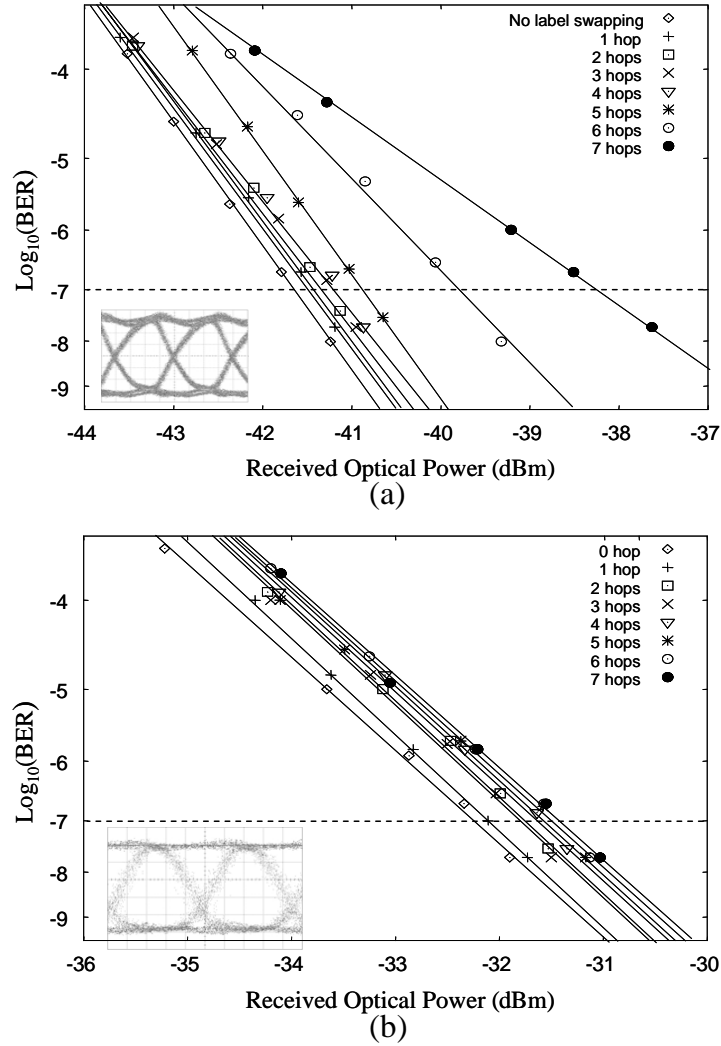 No label swapping
1 hop
2 hops
3 hops
4 hops
5 hops
6 hops
7 hops
Log10(BER)
-4
-5
-6
-7
-8
-9
-44 -43 -42 -41 -40 -39 -38 -37
Received Optical Power (dBm)
(a)
0 hop
1 hop
2 hops
3 hops
4 hops
5 hops
6 hops
7 hops
Log10(BER)
-4
-5
-6
-7
-8
-9
-36 -35 -34 -33 -32 -31 -30
Received Optical Power (dBm)
(b)